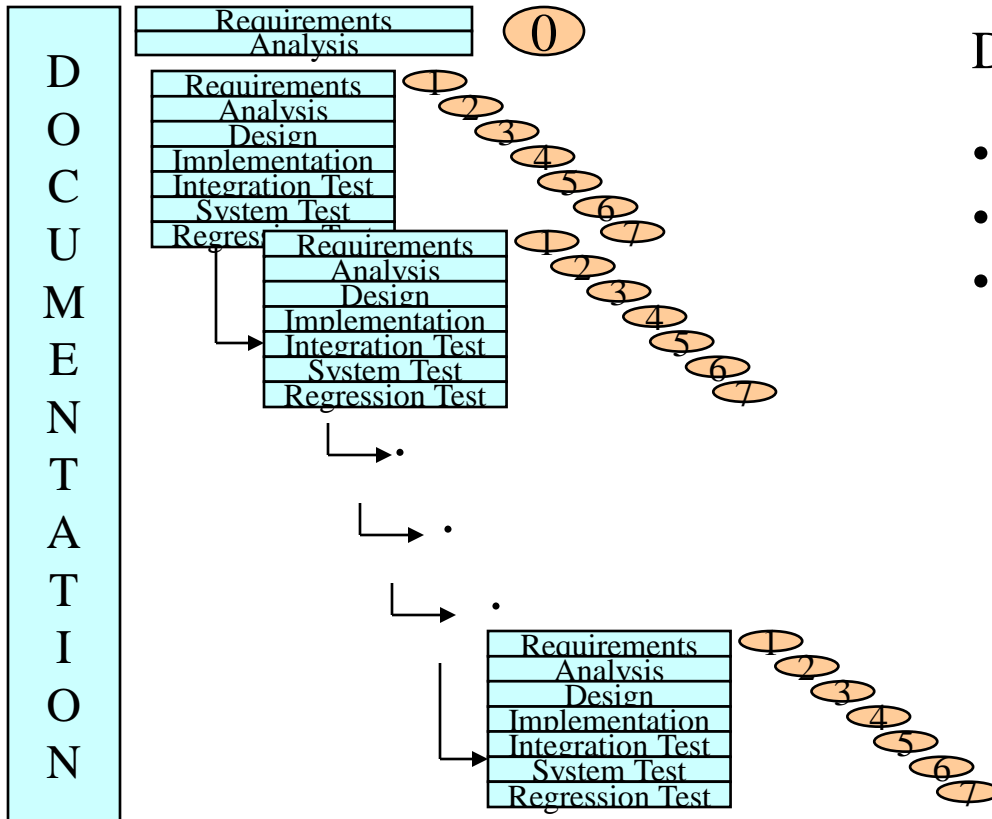 DOCUMENTATION
Requirements
Analysis
0
Requirements
Analysis
Design
Implementation
Integration Test
System Test
Regression Test
1
2
3
4
5
6
7
Requirements
Analysis
Design
Implementation
Integration Test
System Test
Regression Test
1
2
3
4
5
6
7
•
•
•
Requirements
Analysis
Design
Implementation
Integration Test
System Test
Regression Test
1
2
3
4
5
6
7
D
•
•
•